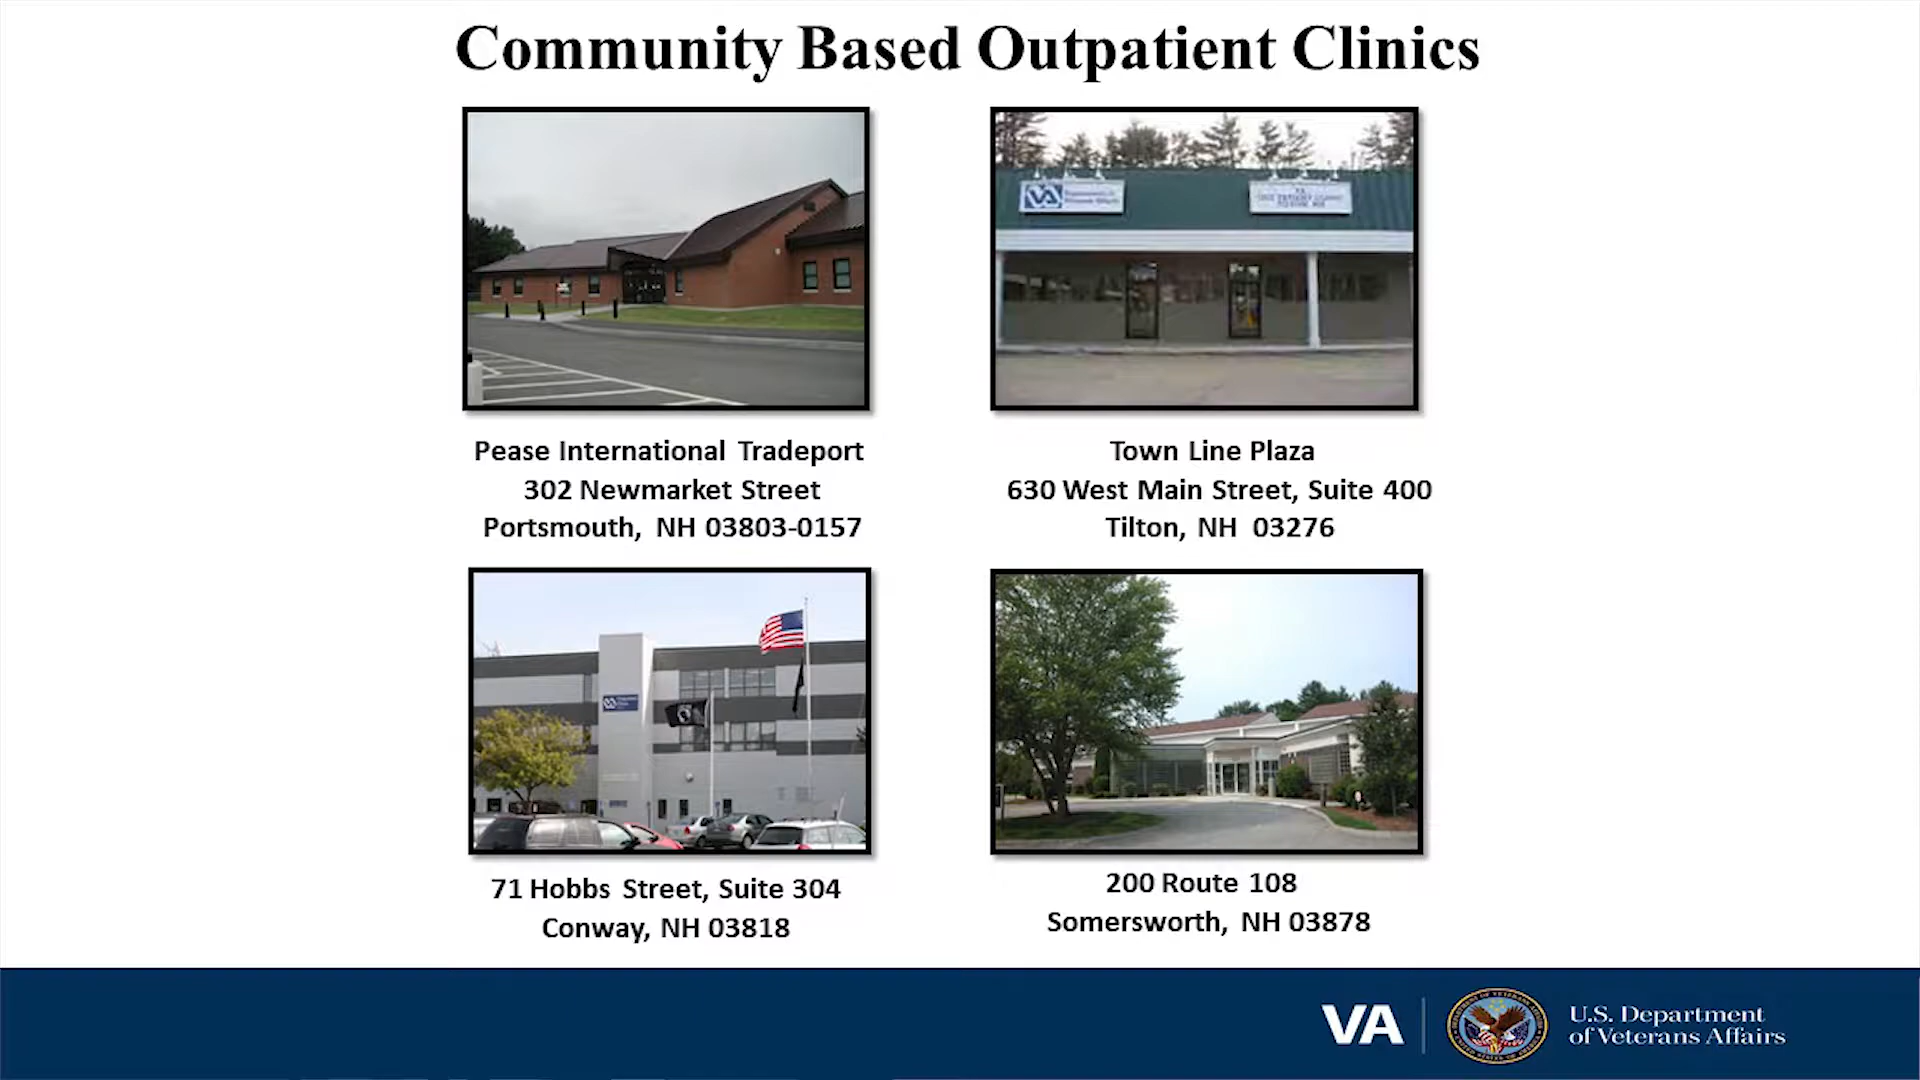 Community Based Outpatient Clinics
VA
Pease International Tradeport
302 Newmarket Street
Portsmouth, NH 03803-0157
Town Line Plaza
630 West Main Street, Suite 400
Tilton, NH 03276
VA
71 Hobbs Street, Suite 304
Conway, NH 03818
200 Route 108
Somersworth, NH 03878
VA
U.S. Department
of Veterans Affairs